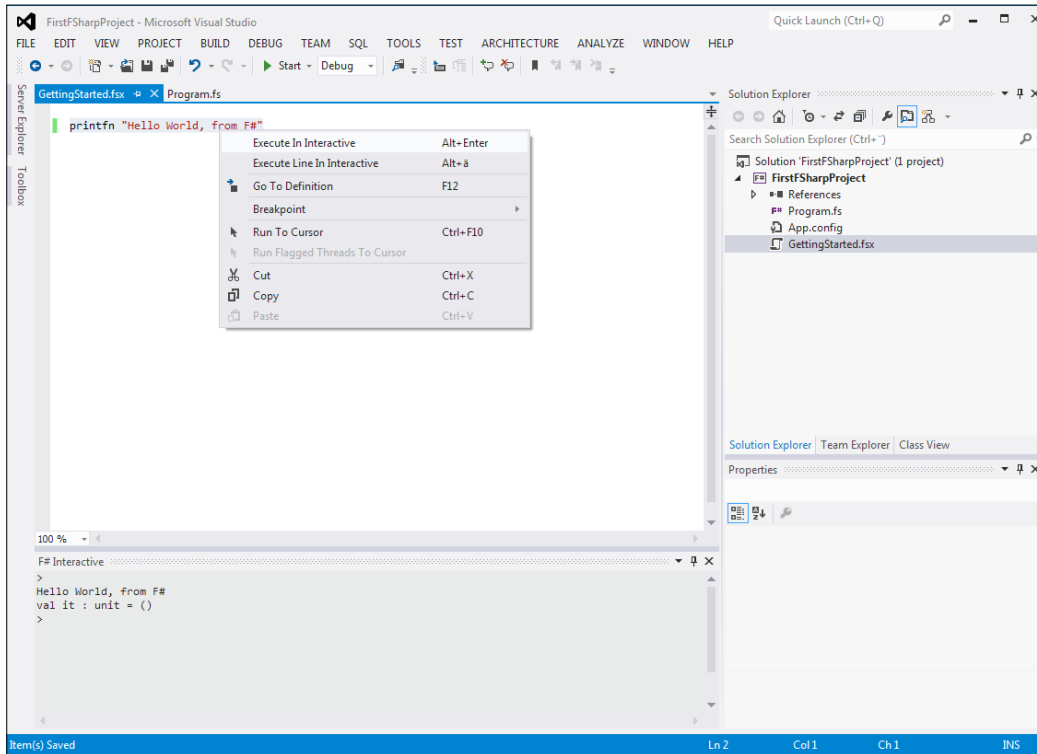 FirstFSharpProject - Microsoft Visual Studio
Quick Launch (Ctrl+Q)
FILE EDIT VIEW PROJECT BUILD DEBUG TEAM SQL TOOLS TEST ARCHITECTURE ANALYZE WINDOW HELP
Start Debug
Server Explorer
Toolbox
GettingStarted.fsx Program.fs
printfn "Hello World, from F#"
Execute In Interactive Alt+Enter
Execute Line In Interactive Alt+ä
Go To Definition F12
Breakpoint
Run To Cursor Ctrl+F10
Run Flagged Threads To Cursor
Cut Ctrl+X
Copy Ctrl+C
Paste Ctrl+V
100 %
F# Interactive
>
Hello World, from F#
val it : unit = ()
>
Solution Explorer
Search Solution Explorer (Ctrl+¨)
Solution 'FirstFSharpProject' (1 project)
F# FirstFSharpProject
References
F# Program.fs
App.config
GettingStarted.fsx
Solution Explorer Team Explorer Class View
Properties
Item(s) Saved Ln 2 Col 1 Ch 1 INS